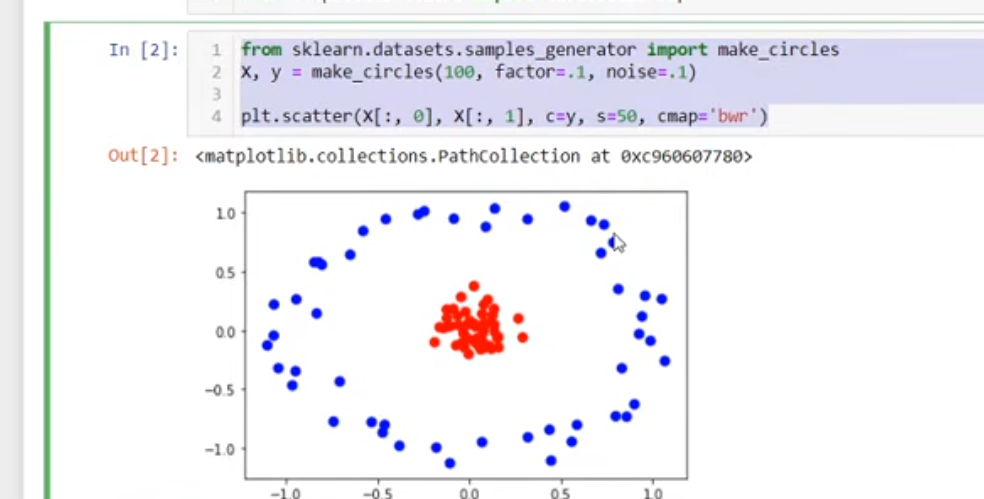 In [2]:
1 from sklearn.datasets.samples_generator import make_circles
2 X, y = make_circles(100, factor=.1, noise=.1)
3
4 plt.scatter(X[:, 0], X[:, 1], c=y, s=50, cmap='bwr')
Out[2]: <matplotlib.collections.PathCollection at 0xc960607780>
1.0
0.5
0.0
−0.5
−1.0
−1.0 −0.5 0.0 0.5 1.0